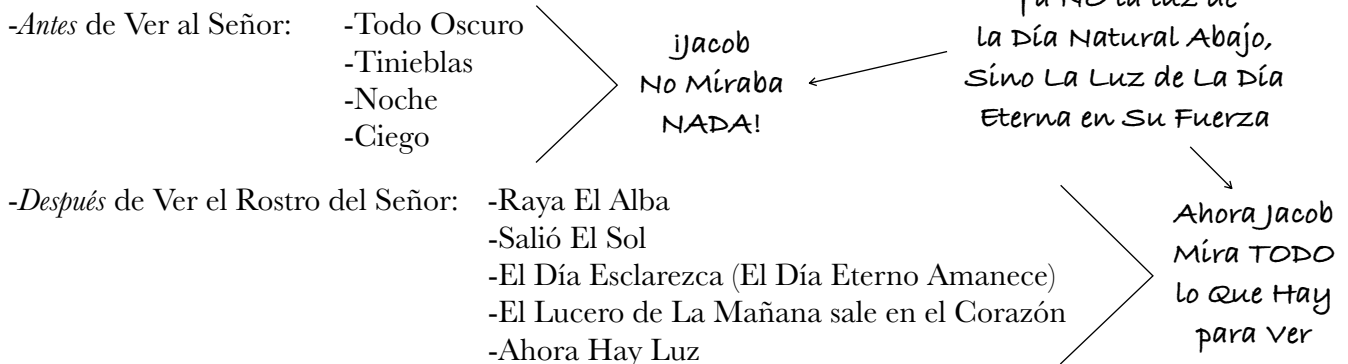 ya NO la luz de
la Día Natural Abajo,
Sino La Luz de La Día
Eterna en Su Fuerza
-Antes de Ver al Señor: -Todo Oscuro
-Tinieblas
-Noche
-Ciego
¡Jacob
No Miraba
NADA!
-Después de Ver el Rostro del Señor: -Raya El Alba
-Salió El Sol
-El Día Esclarezca (El Día Eterno Amanece)
-El Lucero de La Mañana sale en el Corazón
-Ahora Hay Luz
Ahora Jacob
Mira TODO
lo Que Hay
para Ver